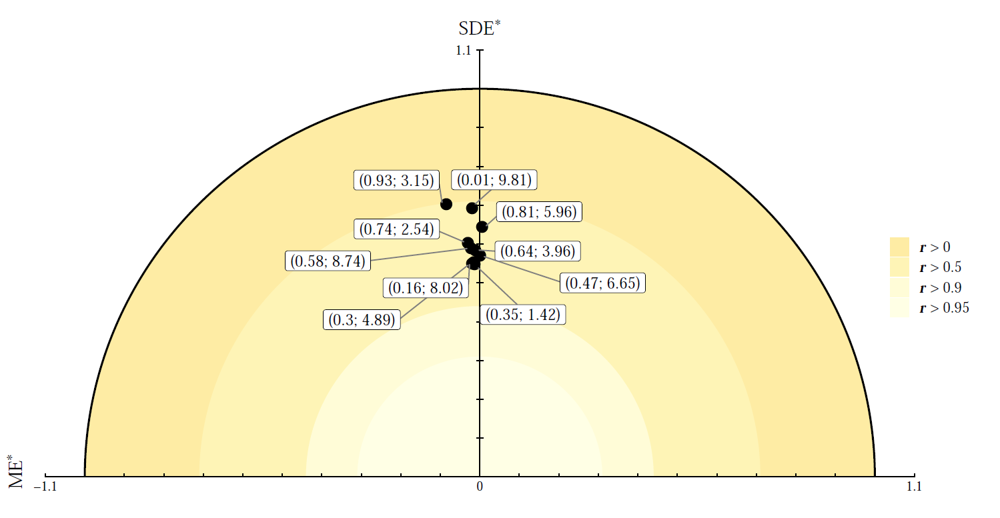 SDE*
1.1
(0.93; 3.15)
(0.01; 9.81)
(0.81; 5.96)
(0.74; 2.54)
(0.64; 3.96)
(0.58; 8.74)
(0.47; 6.65)
(0.16; 8.02)
(0.35; 1.42)
(0.3; 4.89)
r > 0
r > 0.5
r > 0.9
r > 0.95
ME*
−1.1
0
1.1